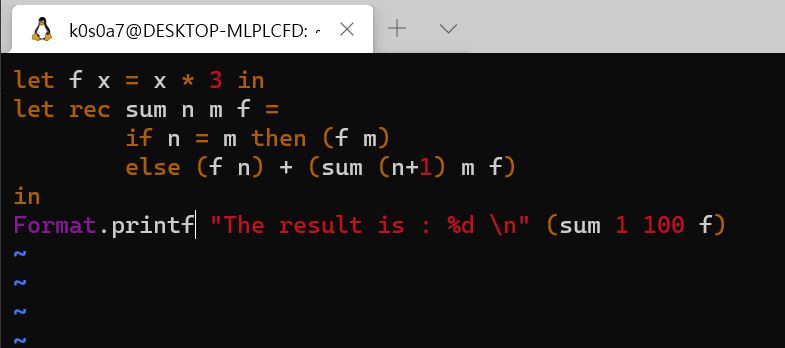 k0s0a7@DESKTOP-MLPLCFD: ~
let f x = x * 3 in
let rec sum n m f =
        if n = m then (f m)
        else (f n) + (sum (n+1) m f)
in
Format.printf "The result is : %d \n" (sum 1 100 f)
~
~
~
~